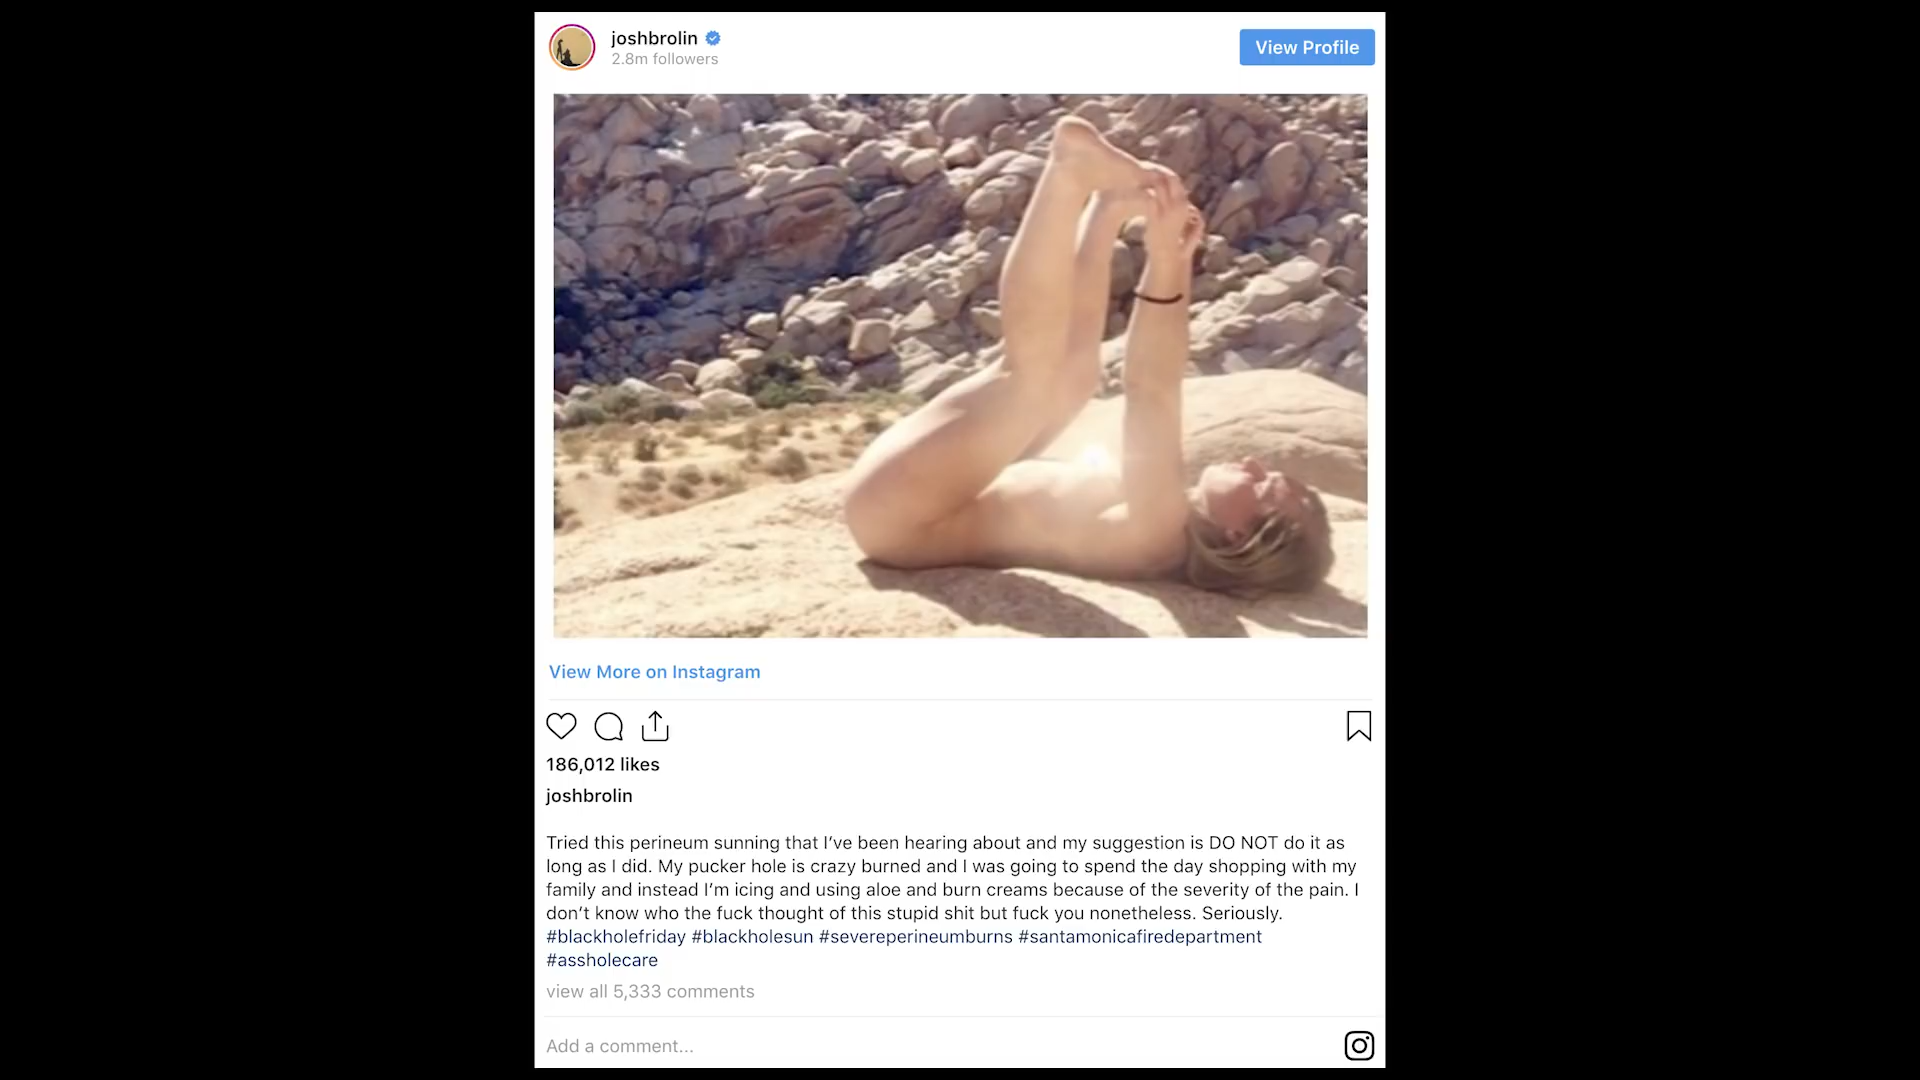 joshbrolin
2.8m followers
View Profile
View More on Instagram
186,012 likes
joshbrolin
Tried this perineum sunning that I’ve been hearing about and my suggestion is DO NOT do it as
long as I did. My pucker hole is crazy burned and I was going to spend the day shopping with my
family and instead I’m icing and using aloe and burn creams because of the severity of the pain. I
don’t know who the fuck thought of this stupid shit but fuck you nonetheless. Seriously.
#blackholefriday #blackholesun #severeperineumburns #santamonicafiredepartment
#assholecare
view all 5,333 comments
Add a comment...